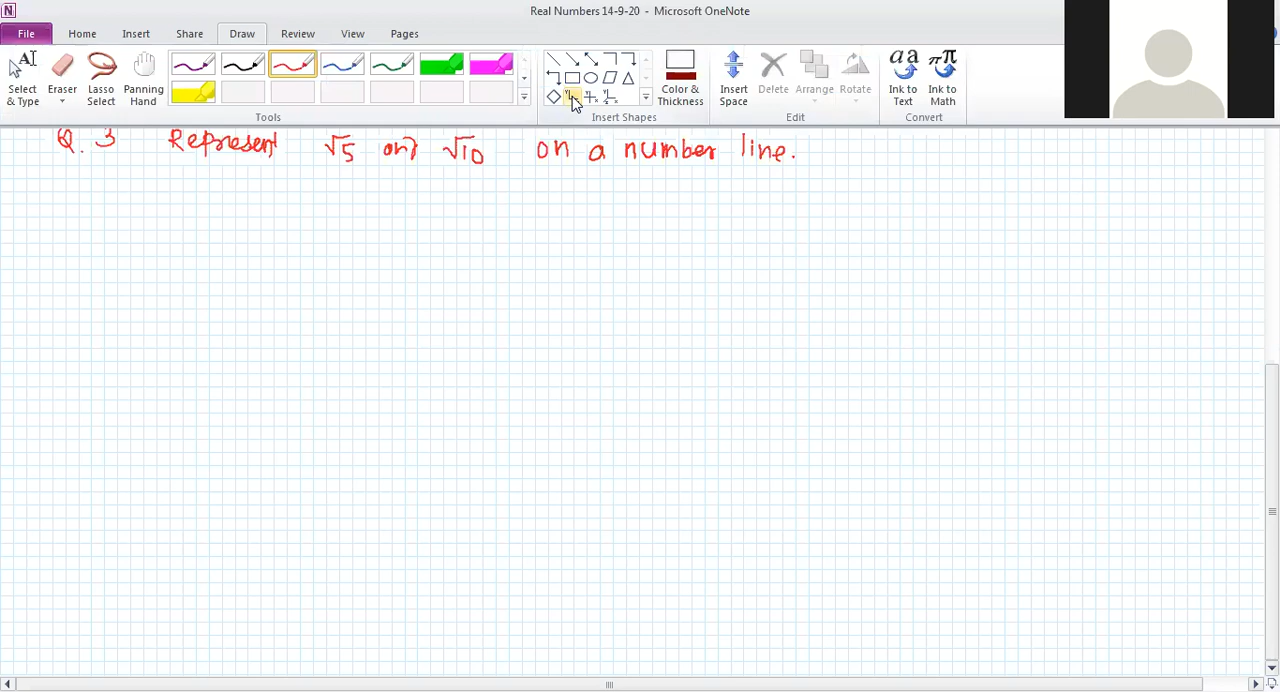 Real Numbers 14-9-20 - Microsoft OneNote
File Home Insert Share Draw Review View Pages
Select & Type Eraser Lasso Select Panning Hand Color & Thickness Insert Space Delete Arrange Rotate Ink to Text Ink to Math
Tools Insert Shapes Edit Convert
Q. 3 Represent √5 and √10 on a number line.